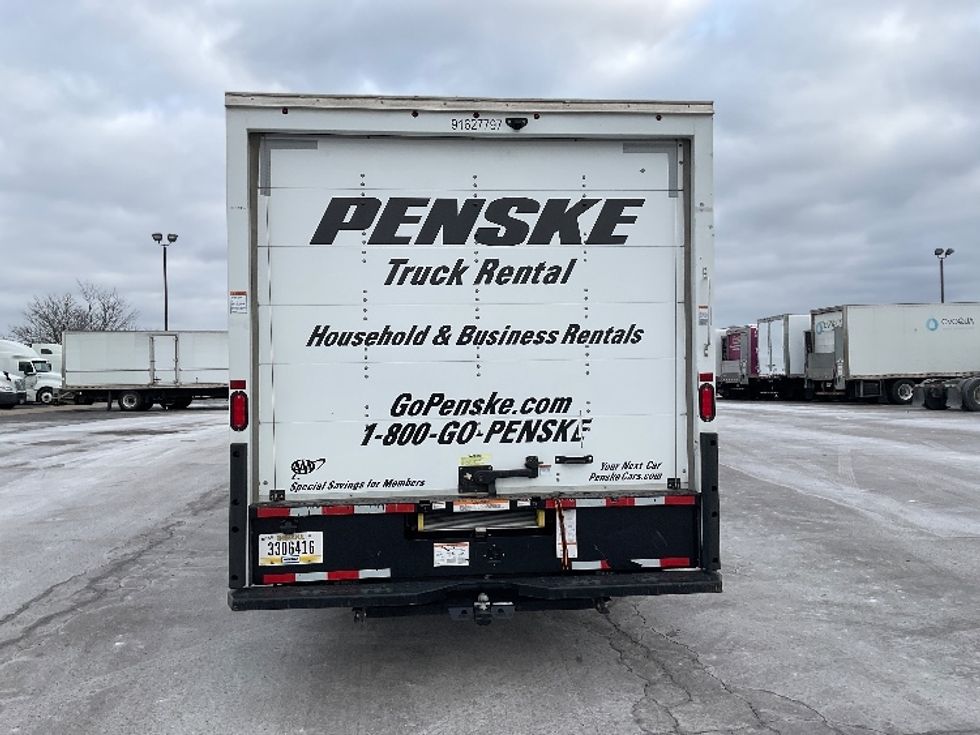 91627797
PENSKE
Truck Rental
Household & Business Rentals
GoPenske.com
1-800-GO-PENSKE
AAA
Special Savings for Members
Your Next Car
PenskeCars.com
3306416
evoqua